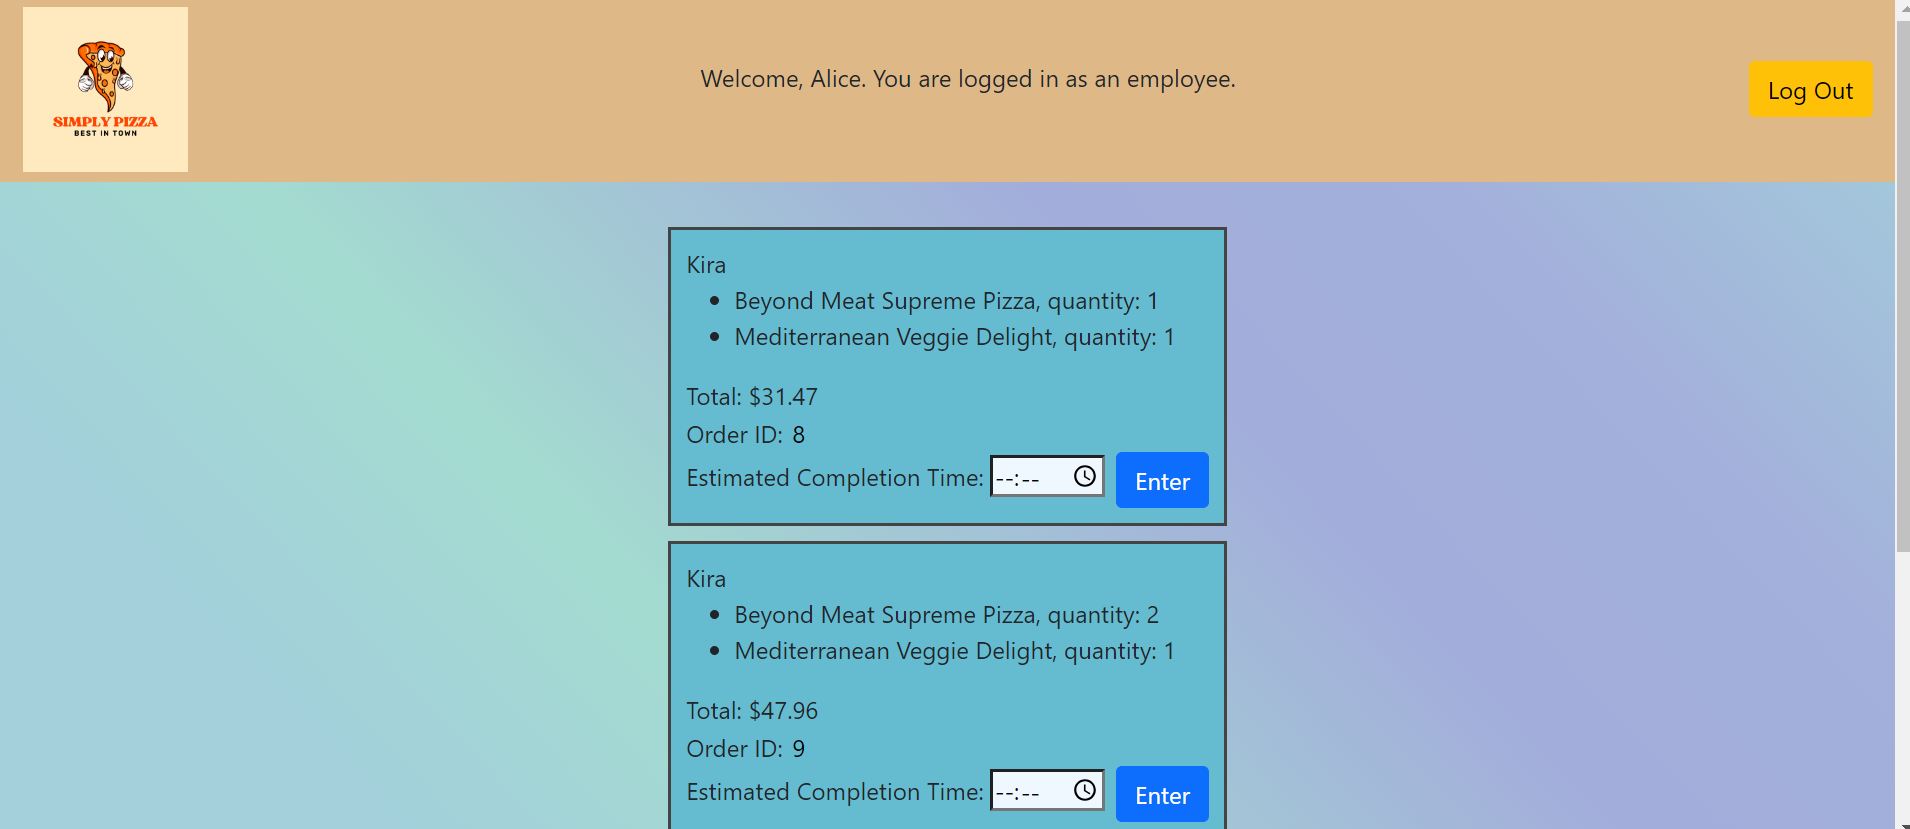 SIMPLY PIZZA
BEST IN TOWN
Welcome, Alice. You are logged in as an employee.
Log Out
Kira
Beyond Meat Supreme Pizza, quantity: 1
Mediterranean Veggie Delight, quantity: 1
Total: $31.47
Order ID: 8
Estimated Completion Time: --:-- Enter
Kira
Beyond Meat Supreme Pizza, quantity: 2
Mediterranean Veggie Delight, quantity: 1
Total: $47.96
Order ID: 9
Estimated Completion Time: --:-- Enter